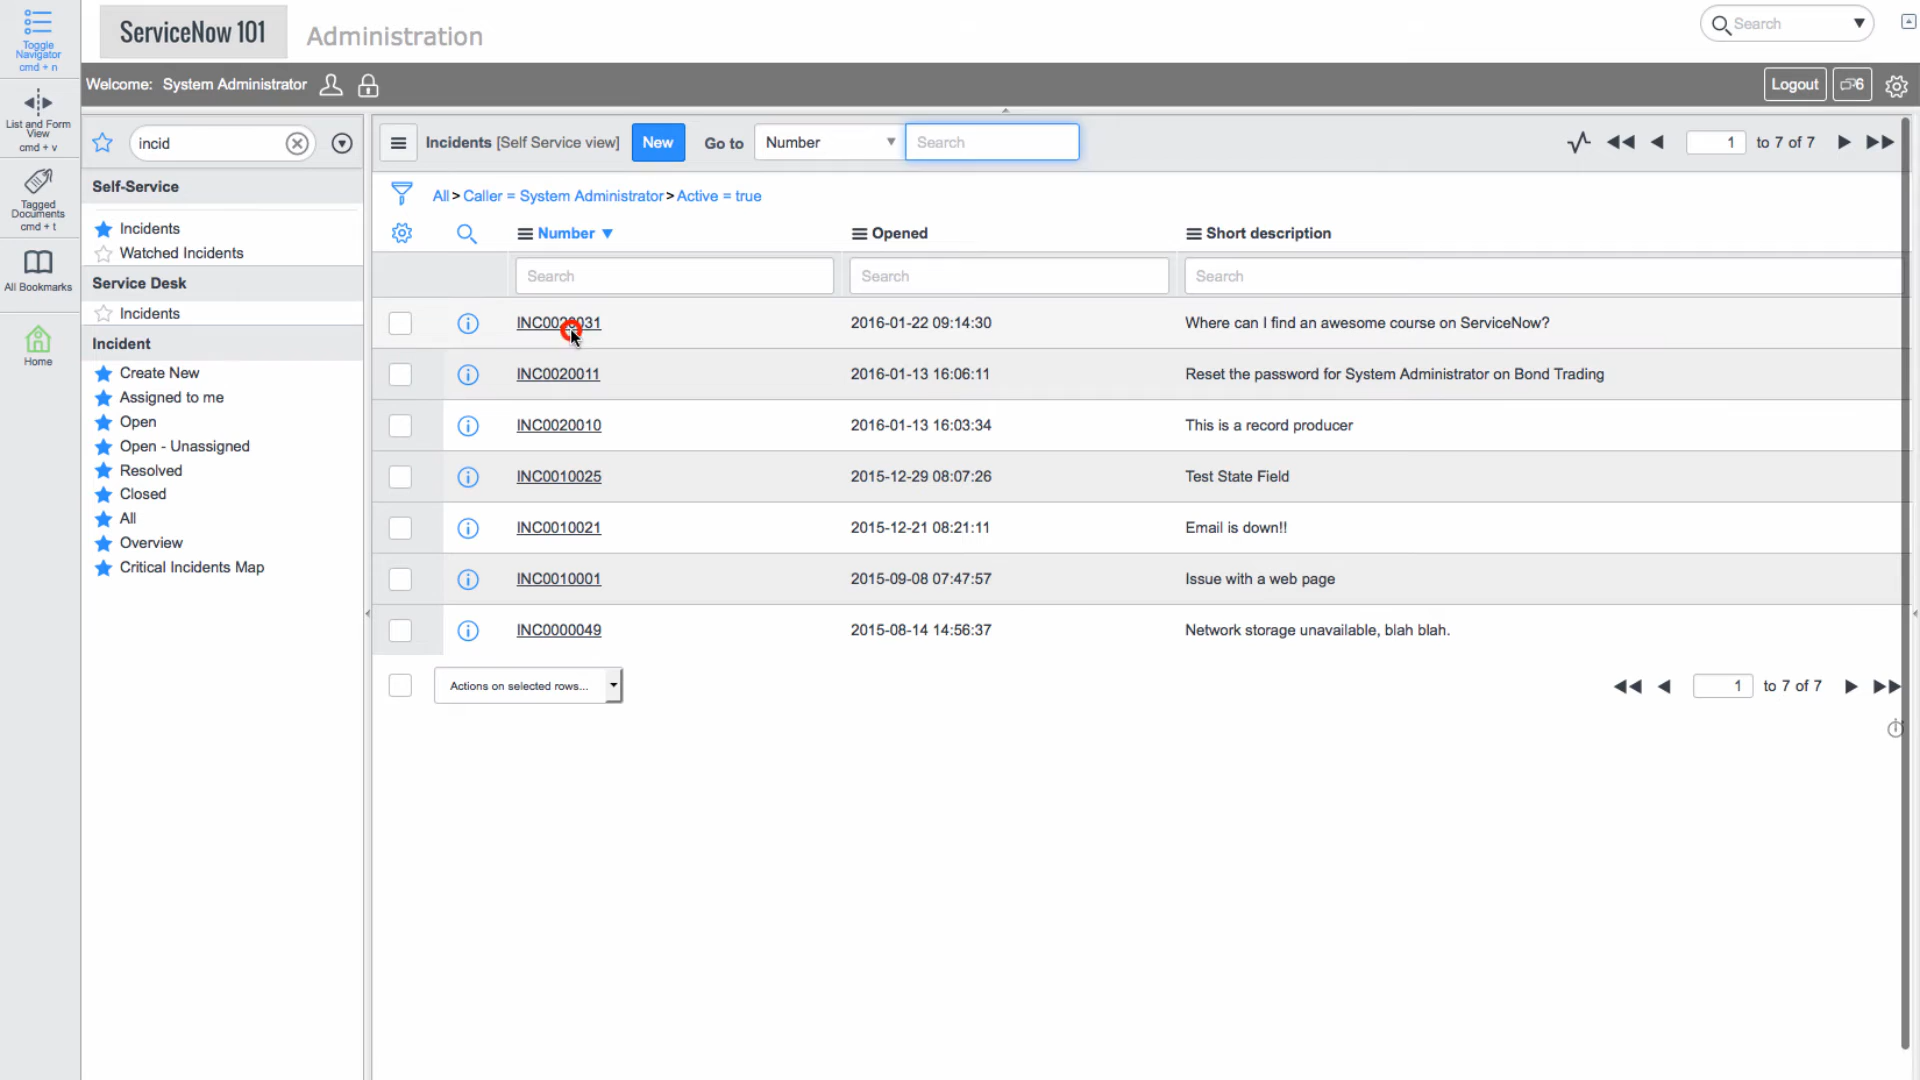 Toggle
Navigator
cmd + n
List and Form
View
cmd + v
Tagged
Documents
cmd + t
All Bookmarks
Home
ServiceNow 101
Administration
Search
Welcome: System Administrator
Logout
6
incid
Self-Service
Incidents
Watched Incidents
Service Desk
Incidents
Incident
Create New
Assigned to me
Open
Open - Unassigned
Resolved
Closed
All
Overview
Critical Incidents Map
Incidents [Self Service view] New Go to Number Search 1 to 7 of 7
All > Caller = System Administrator > Active = true
Number Opened Short description
Search Search Search
INC0020031 2016-01-22 09:14:30 Where can I find an awesome course on ServiceNow?
INC0020011 2016-01-13 16:06:11 Reset the password for System Administrator on Bond Trading
INC0020010 2016-01-13 16:03:34 This is a record producer
INC0010025 2015-12-29 08:07:26 Test State Field
INC0010021 2015-12-21 08:21:11 Email is down!!
INC0010001 2015-09-08 07:47:57 Issue with a web page
INC0000049 2015-08-14 14:56:37 Network storage unavailable, blah blah.
Actions on selected rows... 1 to 7 of 7